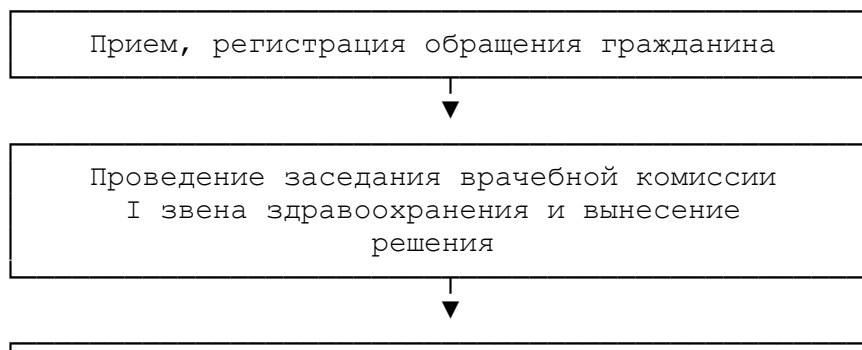 Прием, регистрация обращения гражданина
Проведение заседания врачебной комиссии
I звена здравоохранения и вынесение
решения